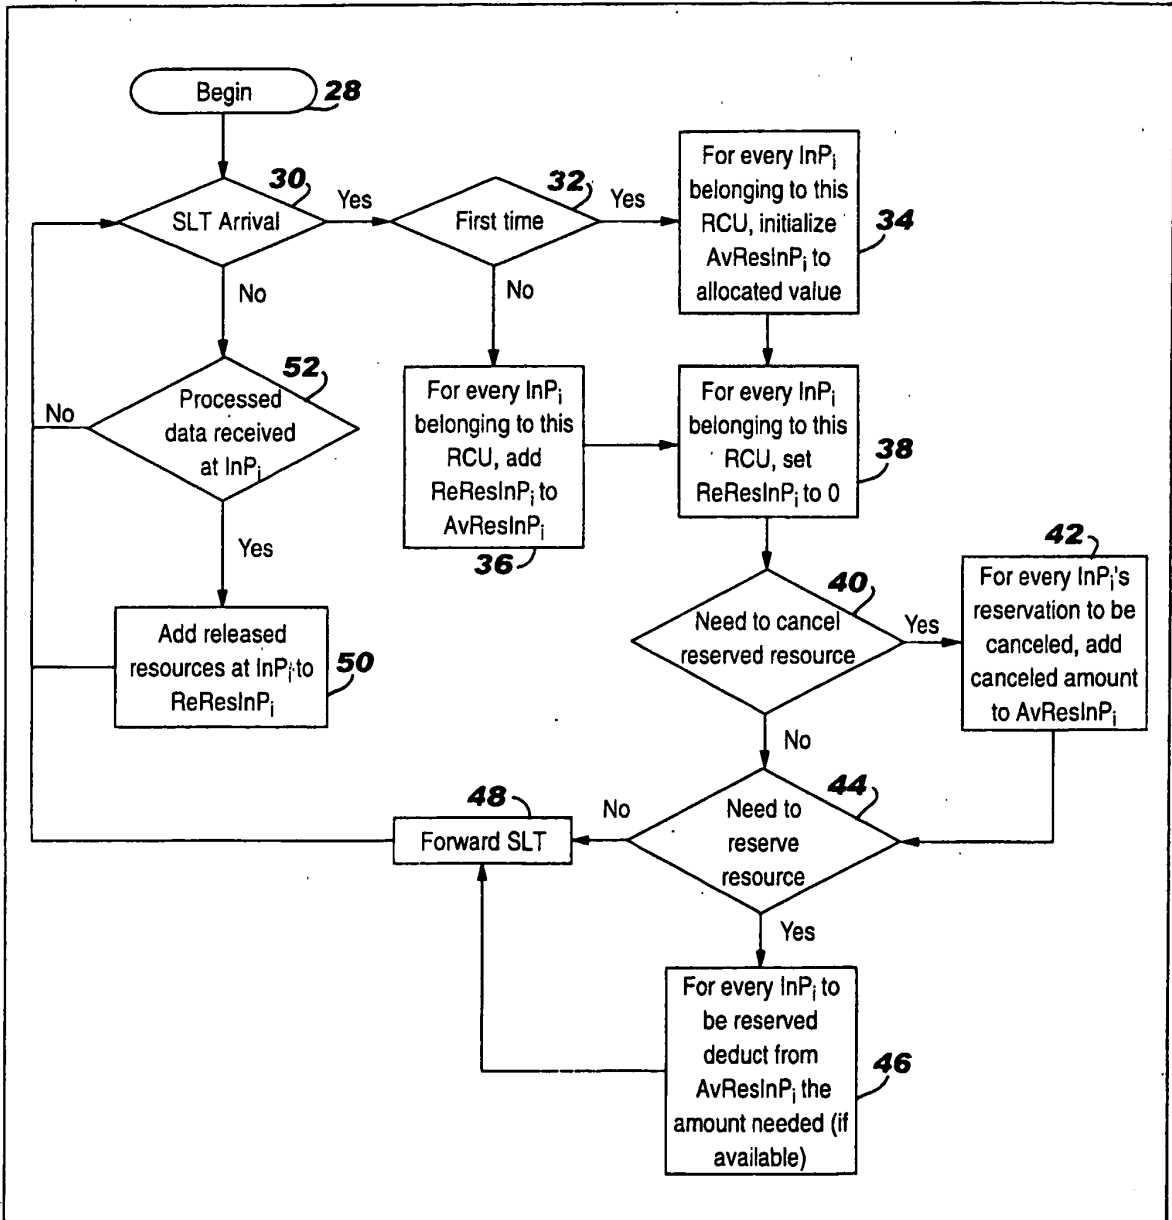 Begin
28
SLT Arrival
30
Yes
First time
32
Yes
For every InPi
belonging to this
RCU, initialize
AvResInPi to
allocated value
34
No
No
Processed
data received
at InPi
52
No
For every InPi
belonging to this
RCU, add
ReResInPi to
AvResInPi
36
For every InPi
belonging to this
RCU, set
ReResInPi to 0
38
Yes
Add released
resources at InPi to
ReResInPi
50
Need to cancel
reserved resource
40
Yes
42
For every InPi's
reservation to be
canceled, add
canceled amount
to AvResInPi
No
Need to
reserve
resource
44
No
48
Forward SLT
Yes
For every InPi to
be reserved
deduct from
AvResInPi the
amount needed (if
available)
46